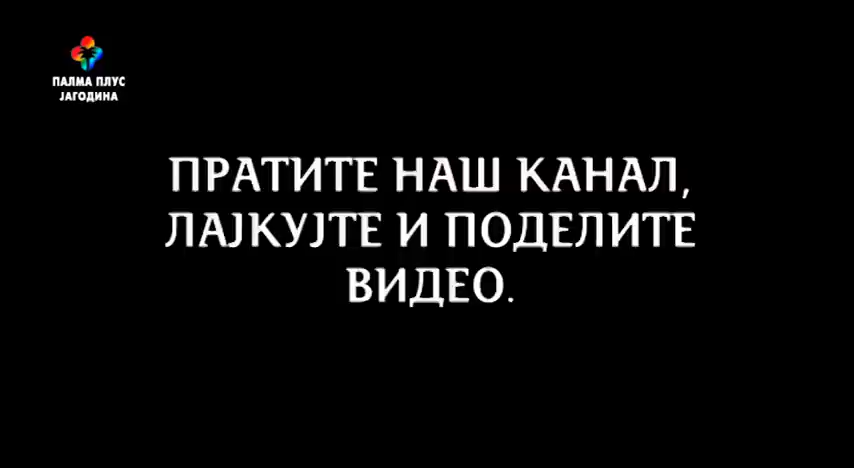 ПАЛМА ПЛУС
ЈАГОДИНА
ПРАТИТЕ НАШ КАНАЛ,
ЛАЈКУЈТЕ И ПОДЕЛИТЕ
ВИДЕО.